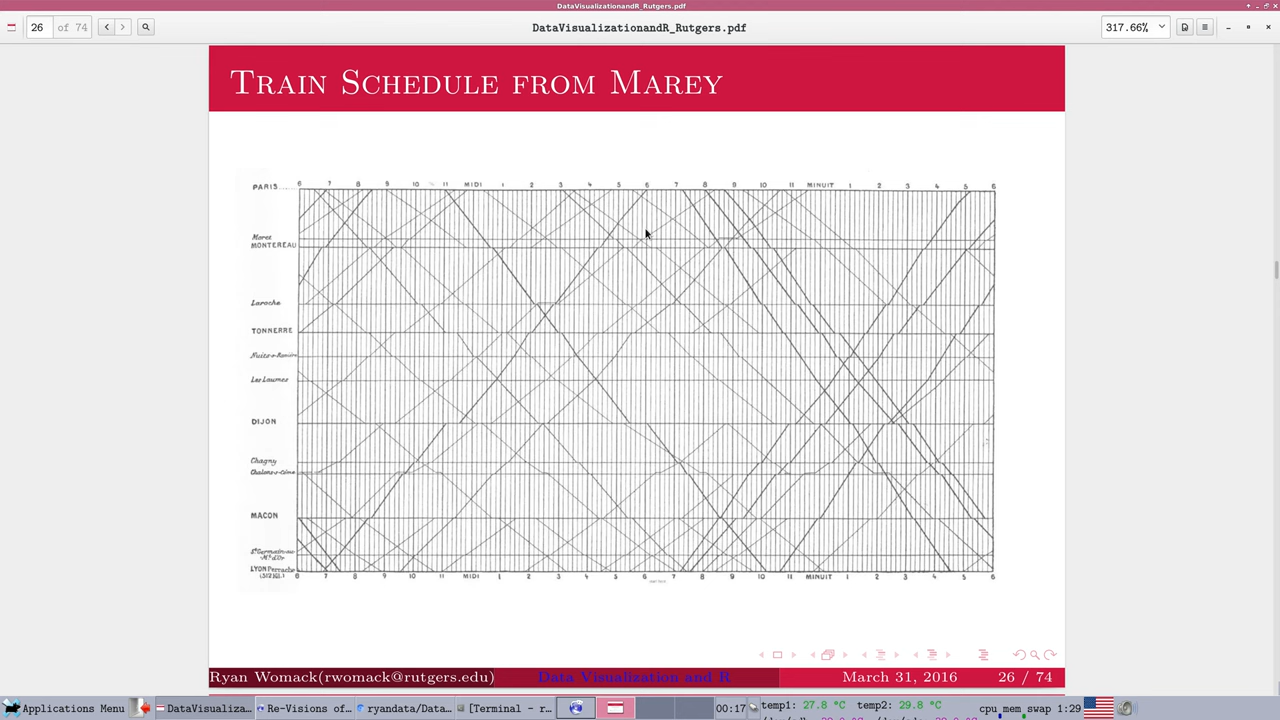 DataVisualizationandR_Rutgers.pdf
26 of 74
DataVisualizationandR_Rutgers.pdf
317.66%
Train Schedule from Marey
PARIS
6 7 8 9 10 11 MIDI 1 2 3 4 5 6 7 8 9 10 11 MINUIT 1 2 3 4 5 6
Moret
MONTEREAU
Laroche
TONNERRE
Les Laumes
DIJON
Chagny
MACON
LYON Perrache
6 7 8 9 10 11 MIDI 1 2 3 4 5 6 7 8 9 10 11 MINUIT 1 2 3 4 5 6
Ryan Womack(rwomack@rutgers.edu) Data Visualization and R March 31, 2016 26 / 74
Applications Menu DataVisualiza... Re-Visions of... ryan/Data... [Terminal - r... 00:17 temp1: 27.8 °C temp2: 29.8 °C cpu mem swap 1:29